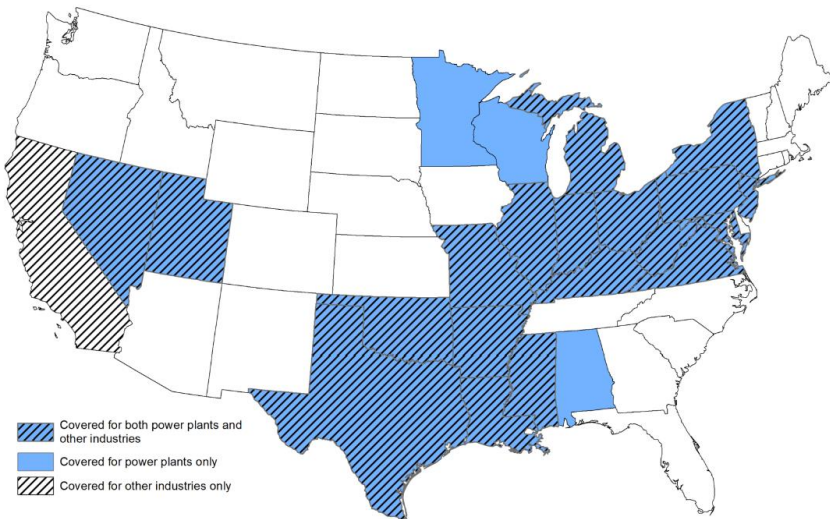 Covered for both power plants and
other industries
Covered for power plants only
Covered for other industries only